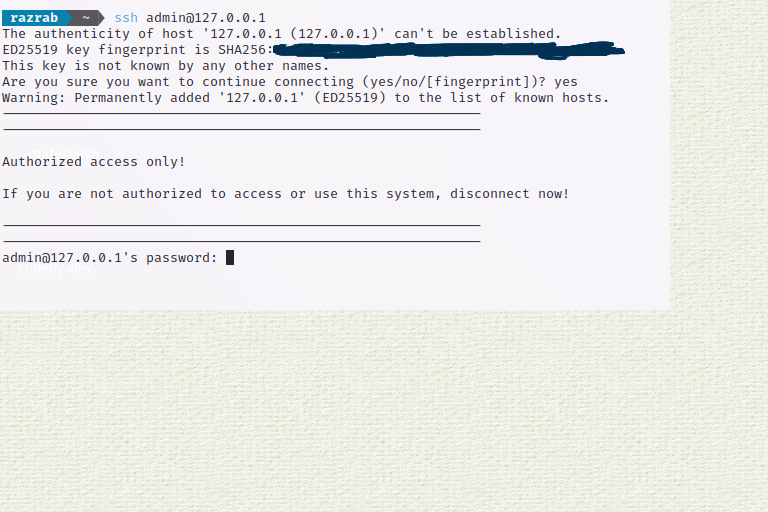 razrab ~ ssh admin@127.0.0.1
The authenticity of host '127.0.0.1 (127.0.0.1)' can't be established.
ED25519 key fingerprint is SHA256:
This key is not known by any other names.
Are you sure you want to continue connecting (yes/no/[fingerprint])? yes
Warning: Permanently added '127.0.0.1' (ED25519) to the list of known hosts.
Authorized access only!
If you are not authorized to access or use this system, disconnect now!
admin@127.0.0.1's password: